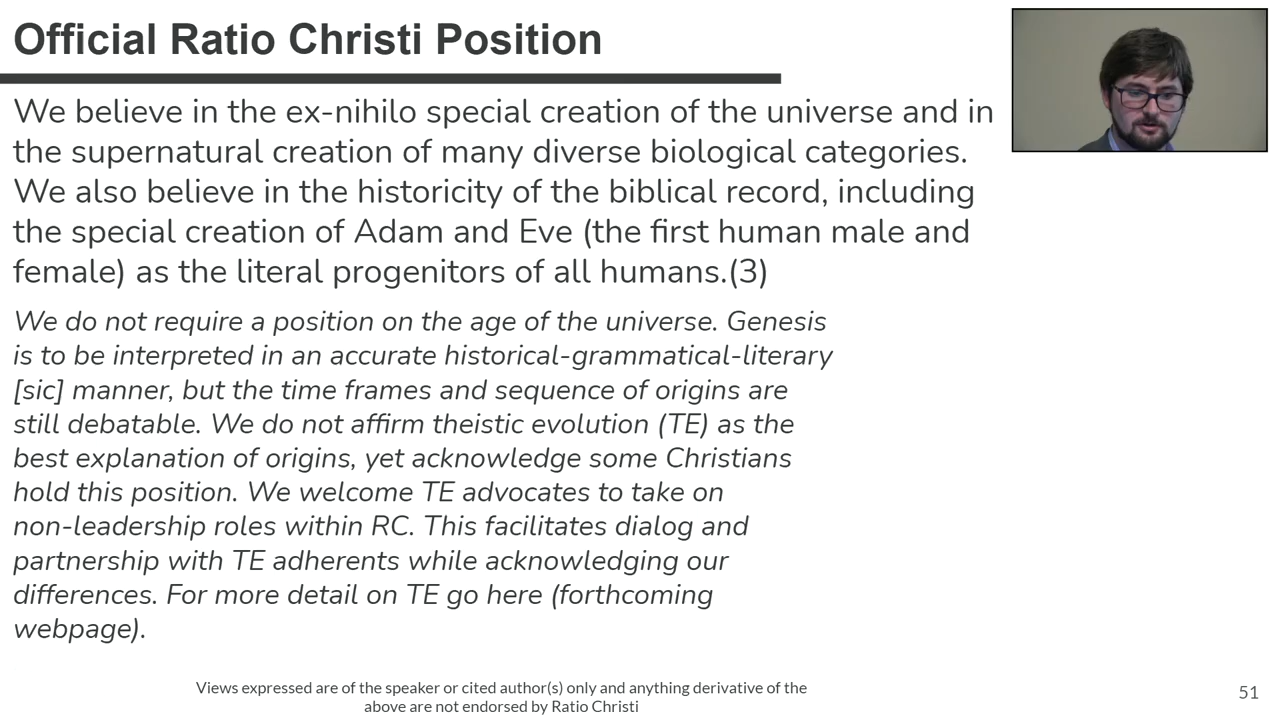 Official Ratio Christi Position
We believe in the ex-nihilo special creation of the universe and in
the supernatural creation of many diverse biological categories.
We also believe in the historicity of the biblical record, including
the special creation of Adam and Eve (the first human male and
female) as the literal progenitors of all humans.(3)
We do not require a position on the age of the universe. Genesis
is to be interpreted in an accurate historical-grammatical-literary
[sic] manner, but the time frames and sequence of origins are
still debatable. We do not affirm theistic evolution (TE) as the
best explanation of origins, yet acknowledge some Christians
hold this position. We welcome TE advocates to take on
non-leadership roles within RC. This facilitates dialog and
partnership with TE adherents while acknowledging our
differences. For more detail on TE go here (forthcoming
webpage).
Views expressed are of the speaker or cited author(s) only and anything derivative of the
above are not endorsed by Ratio Christi
51